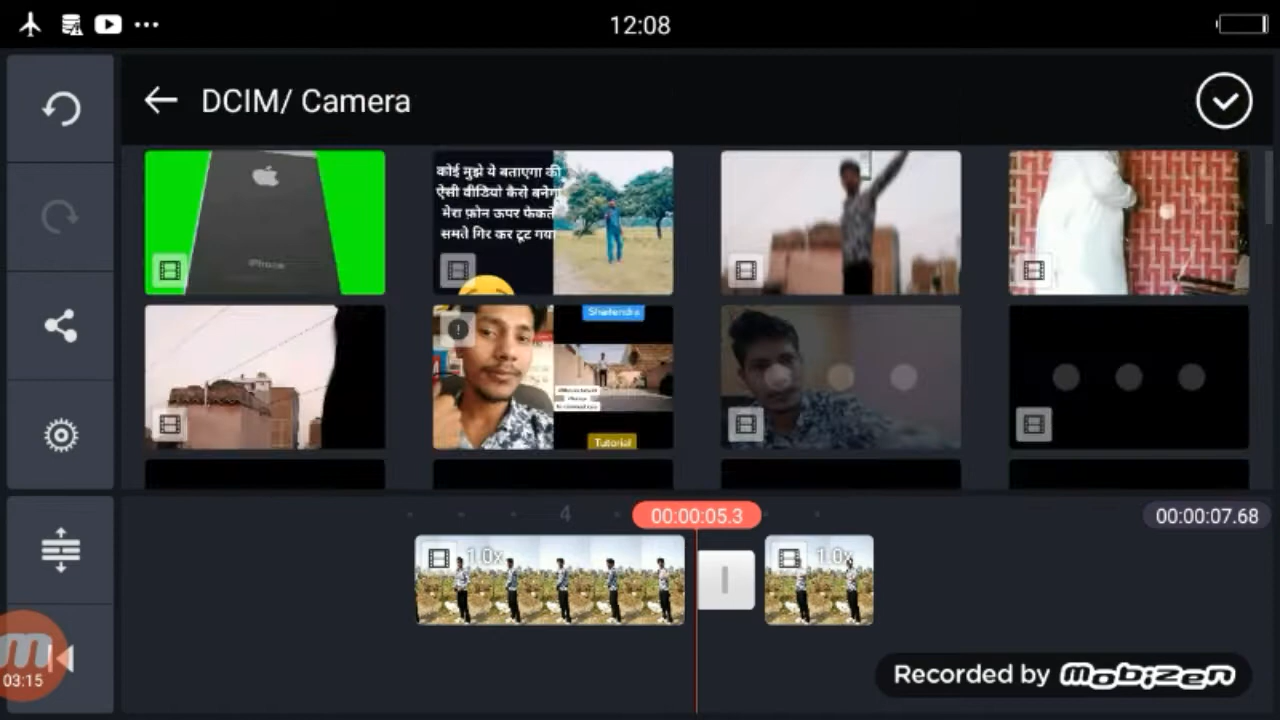 12:08
DCIM/ Camera
iPhone
कोई मुझे ये बताएगा की
ऐसी वीडियो कैसे बनेगा
मेरा फ़ोन ऊपर फेकते
समते गिर कर टूट गया
Shailendra
Tutorial
4
00:00:05.3
00:00:07.68
1.0x
1.0x
03:15
Recorded by mobizen